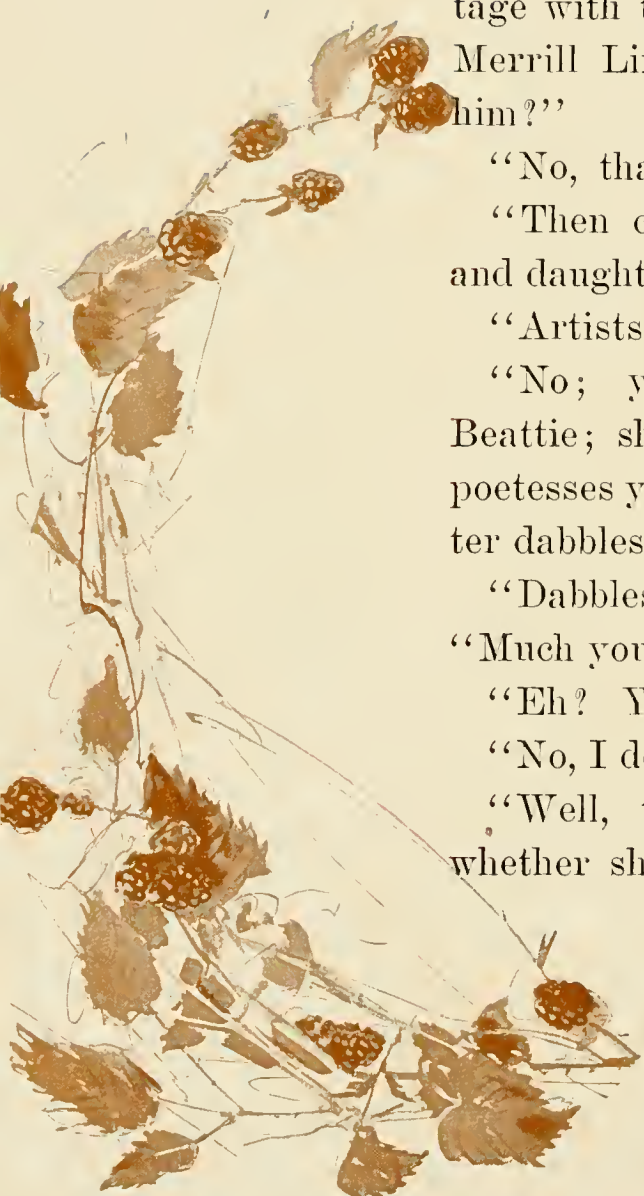 tage with t
Merrill Li
him?”
“No, tha
“Then
and daught
“Artists
“No; y
Beattie; sl
poetesses y
ter dabbles
“Dabbles
“Much you
“Eh? Y
“No, I d
“Well,
whether sh